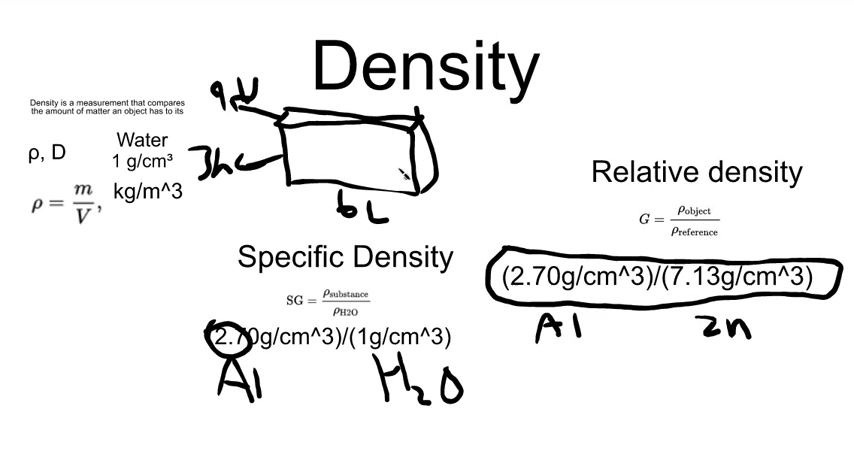 Density
Density is a measurement that compares
the amount of matter an object has to its
ρ, D
Water
1 g/cm³
ρ = m/V,
kg/m^3
3h
6L
Specific Density
SG = ρsubstance/ρH2O
(2.70g/cm^3)/(1g/cm^3)
Al
H2O
Relative density
G = ρobject/ρreference
(2.70g/cm^3)/(7.13g/cm^3)
Al
Zn